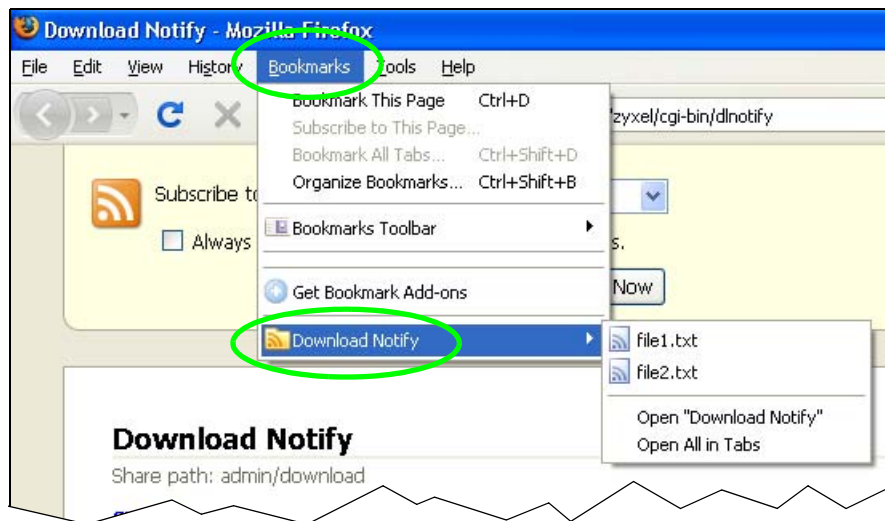 Download Notify - Mozilla Firefox
File Edit View History Bookmarks Tools Help
Bookmark This Page Ctrl+D
zyxel/cgi-bin/dlnotify
Subscribe to This Page...
Bookmark All Tabs... Ctrl+Shift+D
Organize Bookmarks... Ctrl+Shift+B
Subscribe to
Bookmarks Toolbar
Always
s.
Get Bookmark Add-ons
Now
Download Notify
file1.txt
file2.txt
Open "Download Notify"
Open All in Tabs
Download Notify
Share path: admin/download